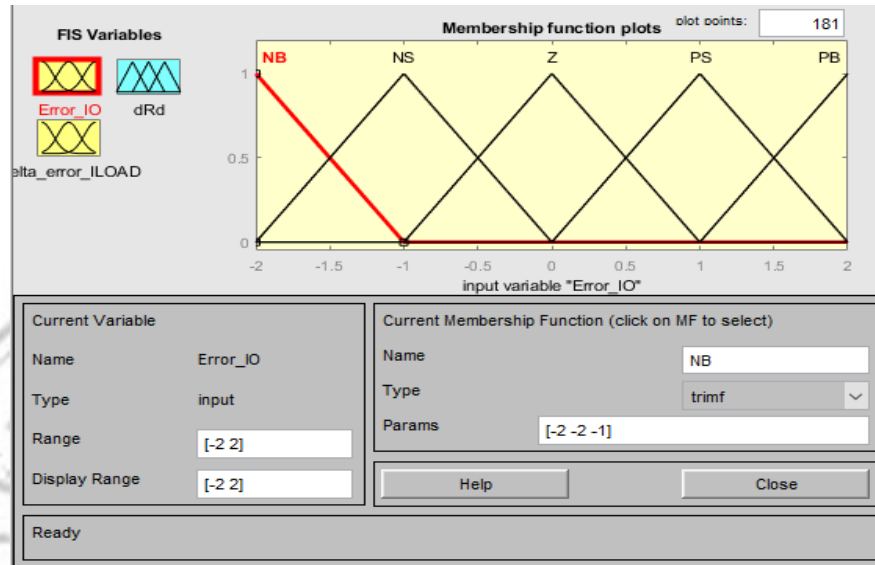 FIS Variables
Membership function plots
plot points:
181
NB
NS
Z
PS
PB
1
0.5
0
Error_IO
dRd
elta_error_ILOAD
-2
-1.5
-1
-0.5
0
0.5
1
1.5
2
input variable "Error_IO"
Current Variable
Name
Error_IO
Type
input
Range
[-2 2]
Display Range
[-2 2]
Current Membership Function (click on MF to select)
Name
NB
Type
trimf
Params
[-2 -2 -1]
Help
Close
Ready